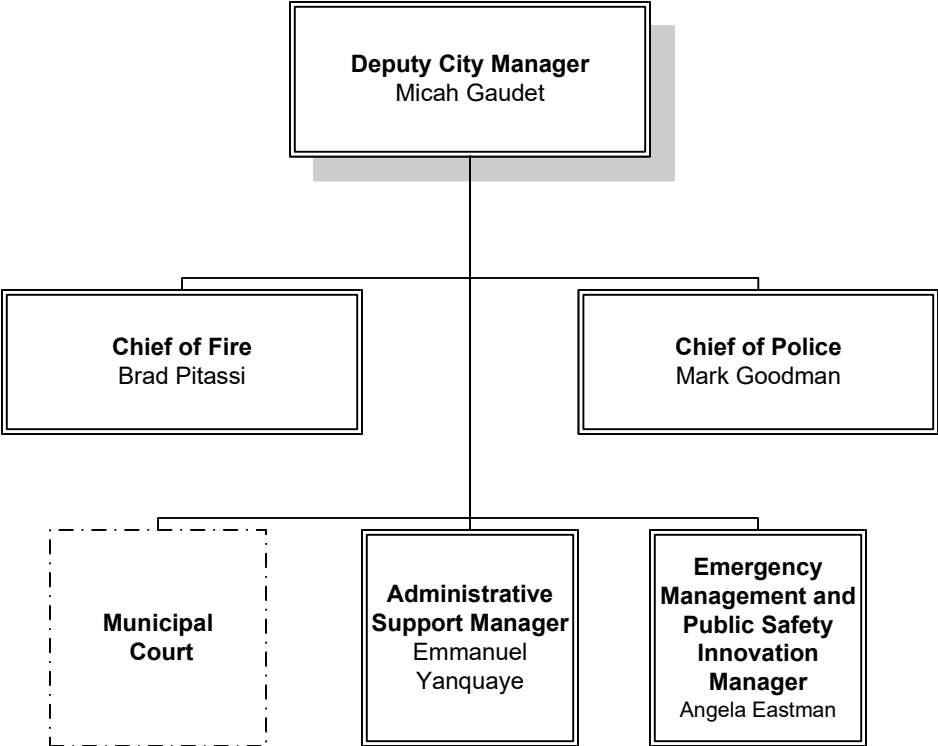 Deputy City Manager
Micah Gaudet
Chief of Fire
Brad Pitassi
Chief of Police
Mark Goodman
Municipal
Court
Administrative
Support Manager
Emmanuel
Yanquaye
Emergency
Management and
Public Safety
Innovation
Manager
Angela Eastman